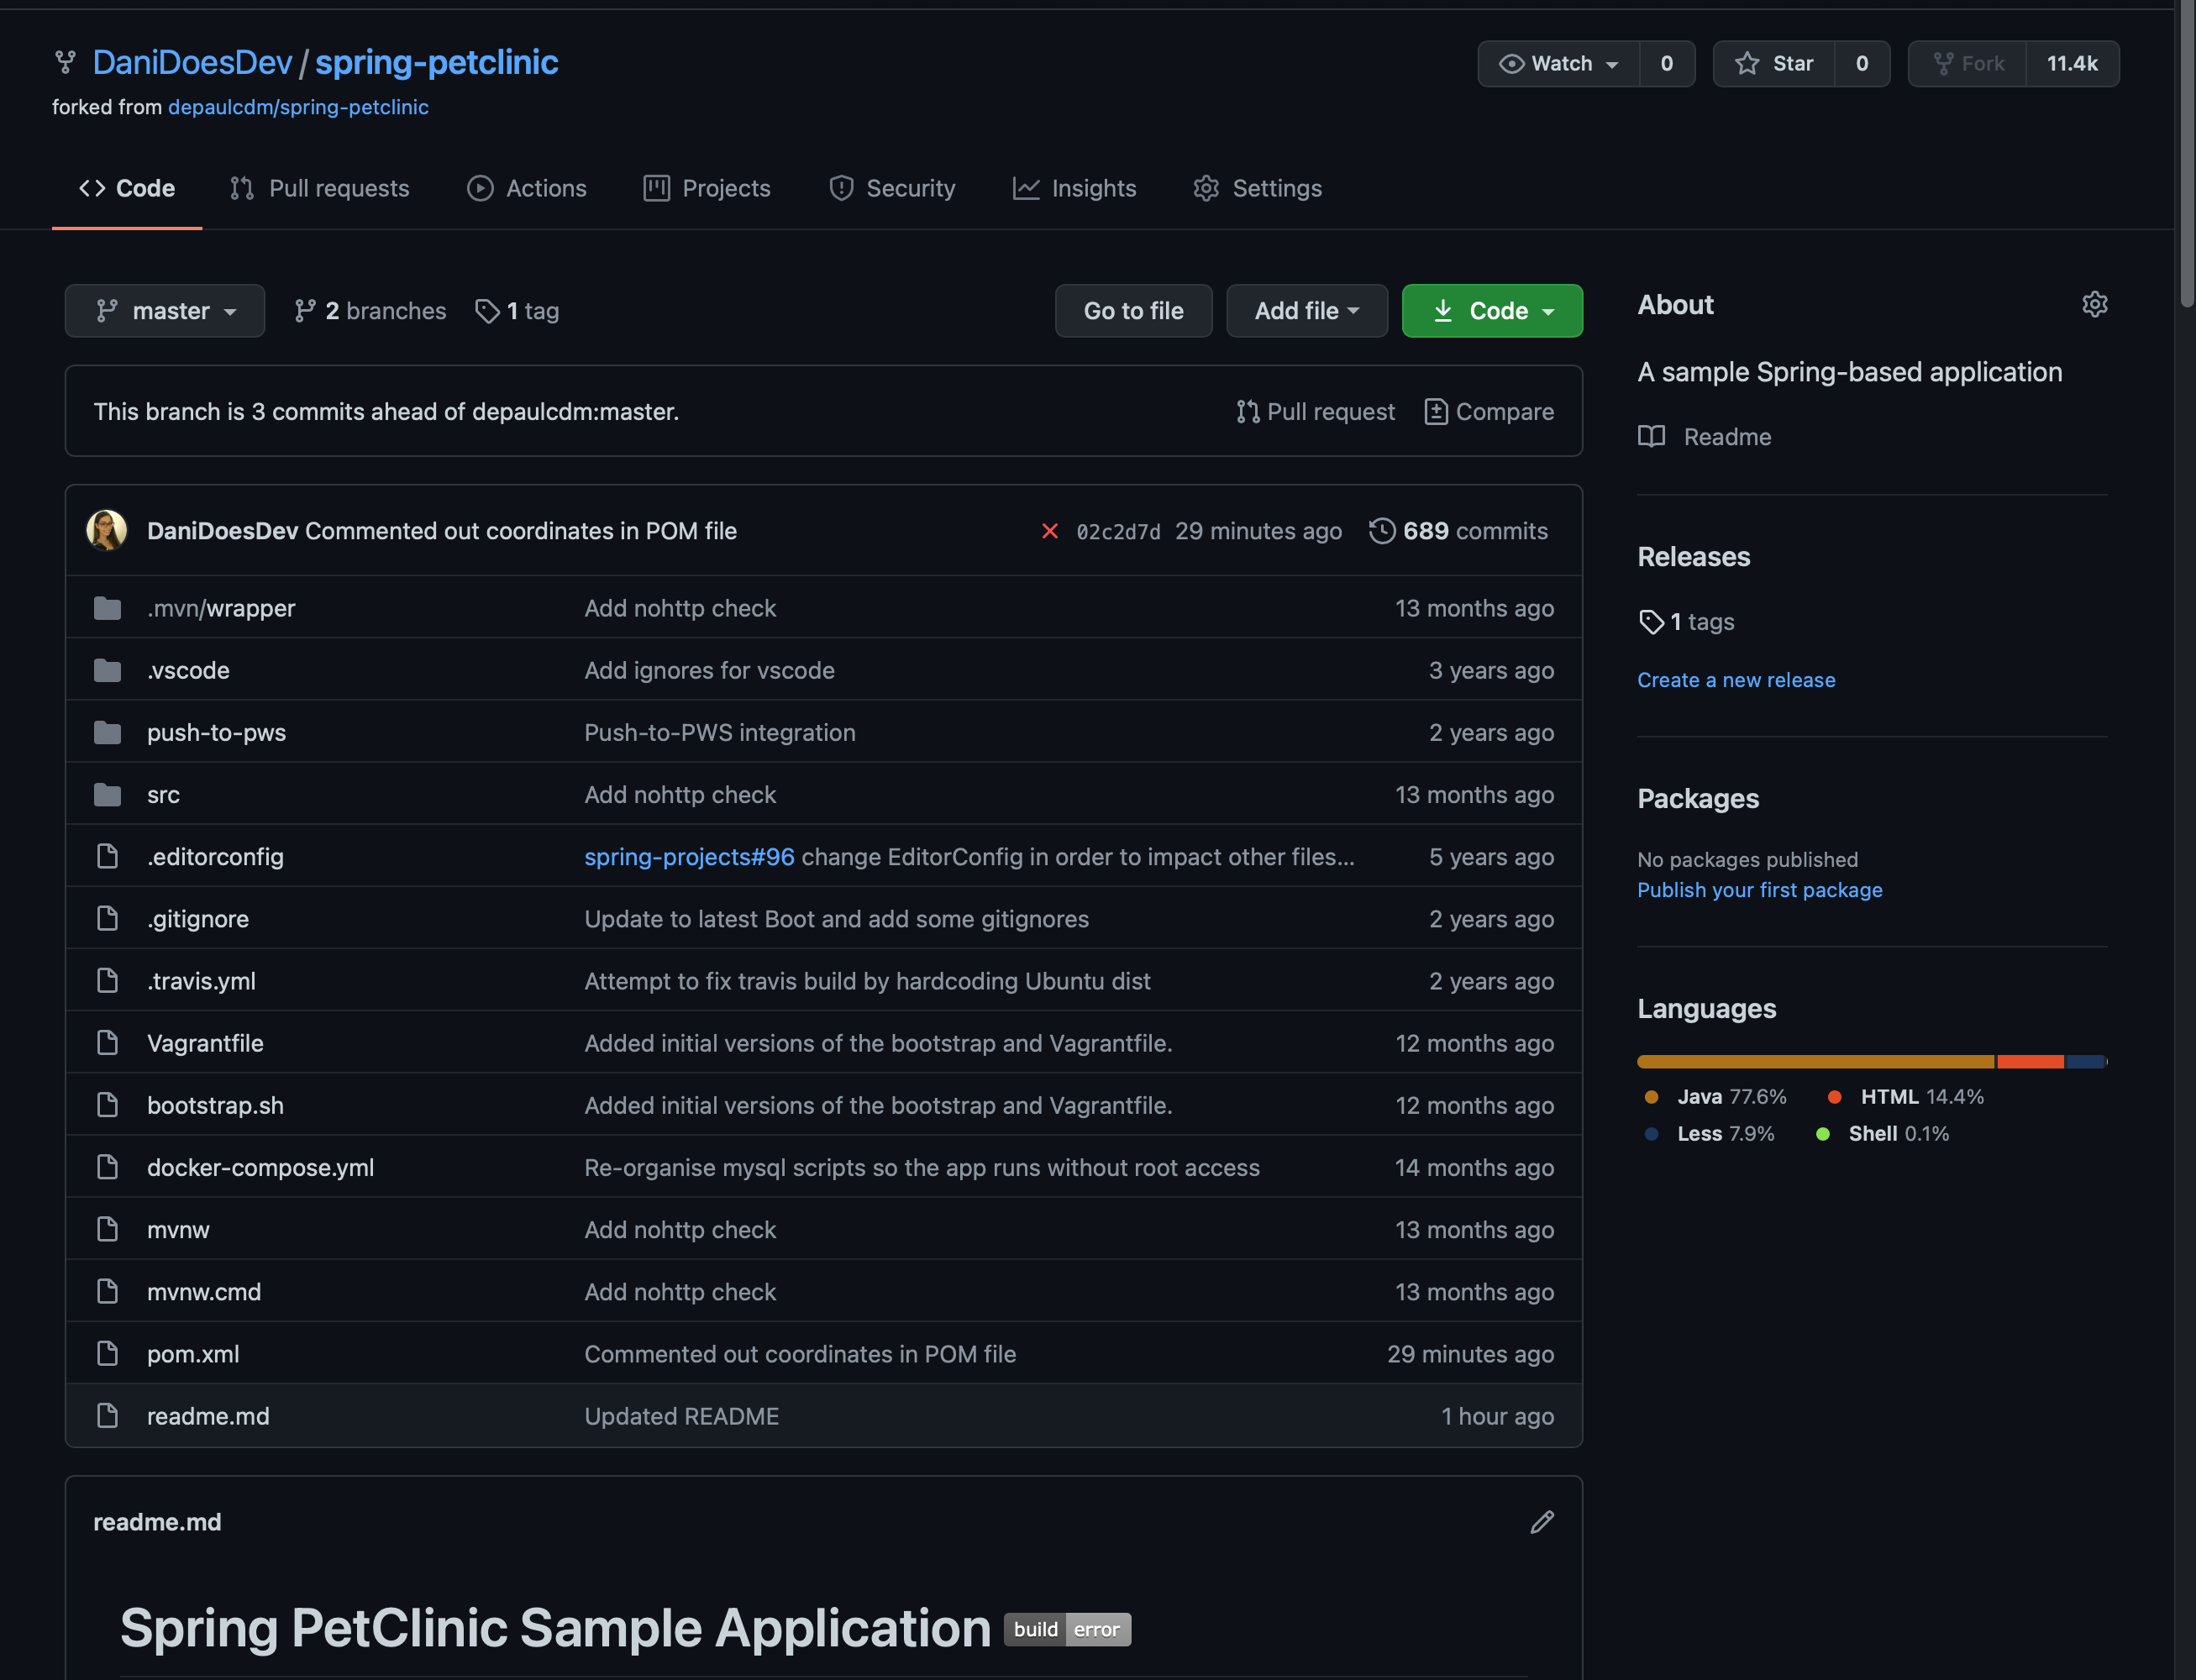 DaniDoesDev / spring-petclinic
Watch 0 Star 0 Fork 11.4k
forked from depaulcdm/spring-petclinic
Code Pull requests Actions Projects Security Insights Settings
master 2 branches 1 tag Go to file Add file Code
This branch is 3 commits ahead of depaulcdm:master. Pull request Compare
DaniDoesDev Commented out coordinates in POM file 02c2d7d 29 minutes ago 689 commits
.mvn/wrapper Add nohttp check 13 months ago
.vscode Add ignores for vscode 3 years ago
push-to-pws Push-to-PWS integration 2 years ago
src Add nohttp check 13 months ago
.editorconfig spring-projects#96 change EditorConfig in order to impact other files... 5 years ago
.gitignore Update to latest Boot and add some gitignores 2 years ago
.travis.yml Attempt to fix travis build by hardcoding Ubuntu dist 2 years ago
Vagrantfile Added initial versions of the bootstrap and Vagrantfile. 12 months ago
bootstrap.sh Added initial versions of the bootstrap and Vagrantfile. 12 months ago
docker-compose.yml Re-organise mysql scripts so the app runs without root access 14 months ago
mvnw Add nohttp check 13 months ago
mvnw.cmd Add nohttp check 13 months ago
pom.xml Commented out coordinates in POM file 29 minutes ago
readme.md Updated README 1 hour ago
readme.md
Spring PetClinic Sample Application build error
About
A sample Spring-based application
Readme
Releases
1 tags
Create a new release
Packages
No packages published
Publish your first package
Languages
Java 77.6% HTML 14.4%
Less 7.9% Shell 0.1%